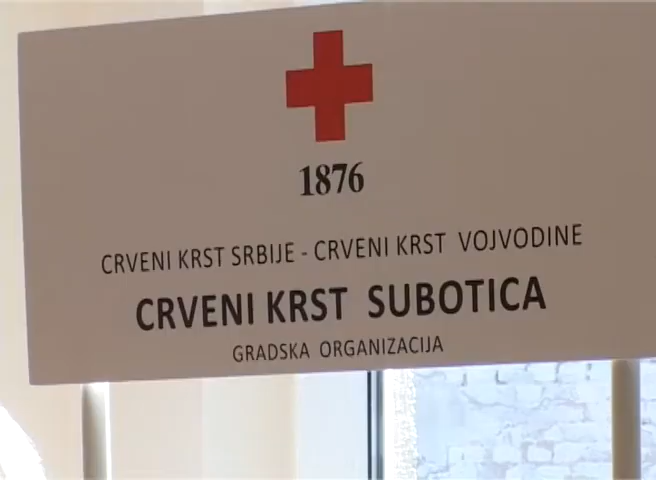 1876
CRVENI KRST SRBIJE - CRVENI KRST VOJVODINE
CRVENI KRST SUBOTICA
GRADSKA ORGANIZACIJA